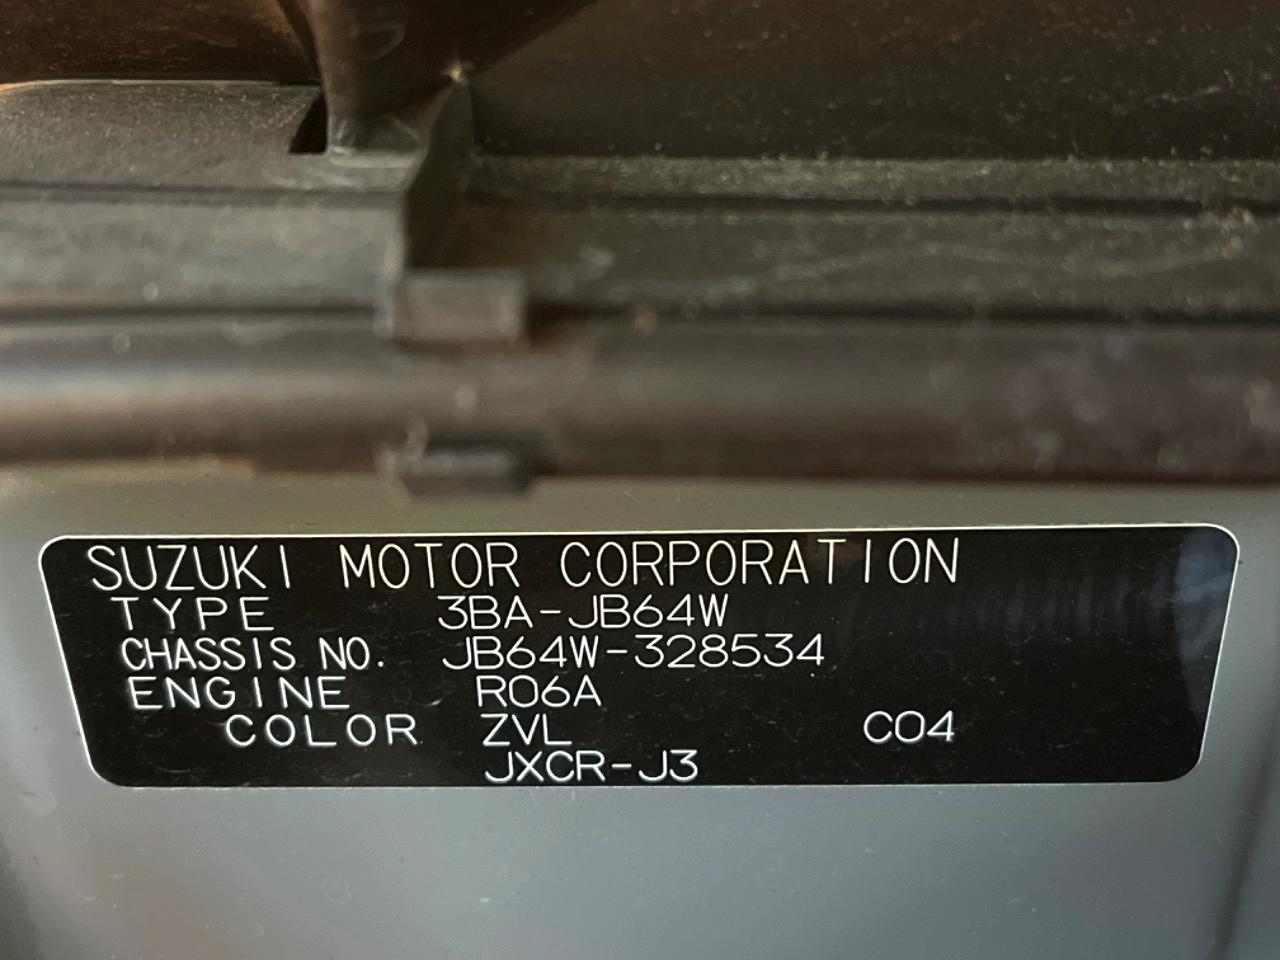 SUZUKI MOTOR CORPORATION
TYPE 3BA-JB64W
CHASSIS NO. JB64W-328534
ENGINE R06A
COLOR ZVL C04
JXCR-J3